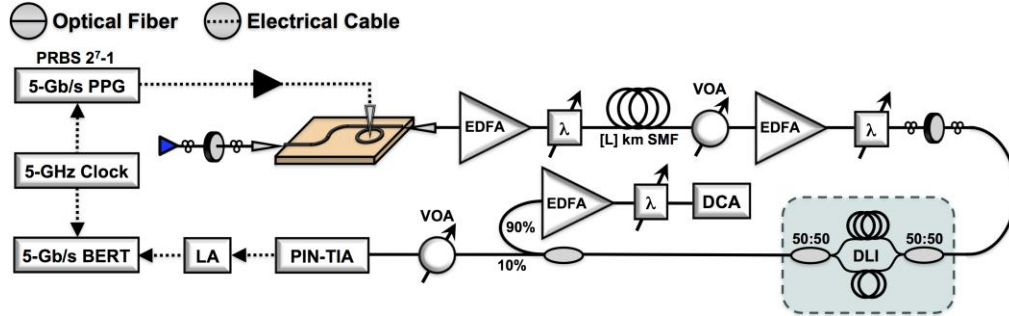 Optical Fiber
Electrical Cable
PRBS 2⁷-1
5-Gb/s PPG
5-GHz Clock
5-Gb/s BERT
LA
PIN-TIA
EDFA
λ
[L] km SMF
VOA
EDFA
λ
EDFA
λ
DCA
90%
10%
VOA
50:50
DLI
50:50